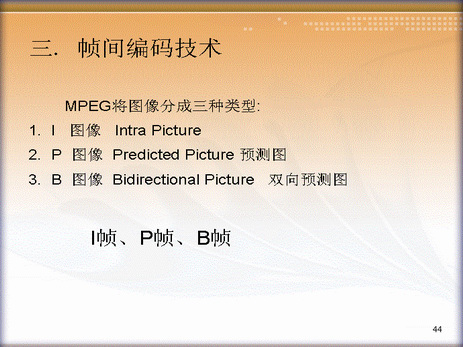 三. 帧间编码技术
MPEG将图像分成三种类型:
1. I 图像 Intra Picture
2. P 图像 Predicted Picture 预测图
3. B 图像 Bidirectional Picture 双向预测图
I帧、P帧、B帧
44